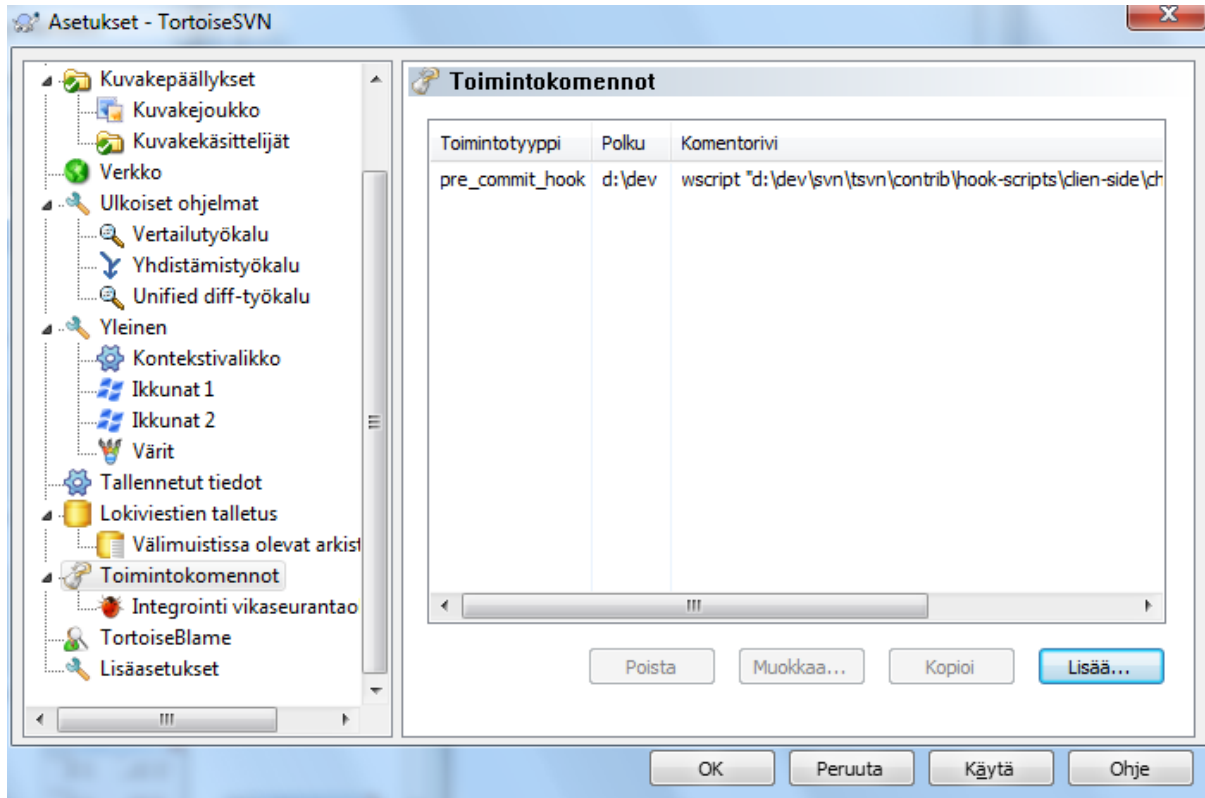 Asetukset - TortoiseSVN
Kuvakepäällykset
Kuvakejoukko
Kuvakekäsittelijät
Verkko
Ulkoiset ohjelmat
Vertailutyökalu
Yhdistämistyökalu
Unified diff-työkalu
Yleinen
Kontekstivalikko
Ikkunat 1
Ikkunat 2
Värit
Tallennetut tiedot
Lokiviestien talletus
Välimuistissa olevat arkist
Toimintokomennot
Integrointi vikaseurantao
TortoiseBlame
Lisäasetukset
Toimintokomennot
Toimintotyyppi Polku Komentorivi
pre_commit_hook d:\dev wscript "d:\dev\svn\tsvn\contrib\hook-scripts\clien-side\ch
Poista Muokkaa... Kopioi Lisää...
OK Peruuta Käytä Ohje